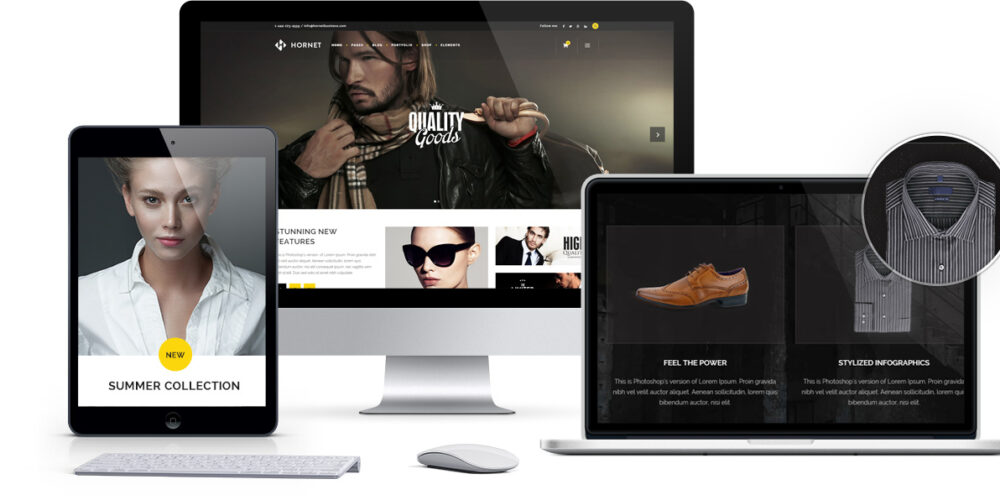 Follow me:
HORNET
HOME PAGES BLOG PORTFOLIO SHOP ELEMENTS
QUALITY
Goods
STUNNING NEW
FEATURES
HIGH
NEW
SUMMER COLLECTION
FEEL THE POWER
This is Photoshop's version of Lorem Ipsum. Proin gravida
nibh vel velit auctor aliquet. Aenean sollicitudin, lorem quis
bibendum auctor, nisi elit
STYLIZED INFOGRAPHICS
This is Photoshop's version of Lorem Ipsum. Proin gravida
nibh vel velit auctor aliquet. Aenean sollicitudin, lorem quis
bibendum auctor, nisi elit.